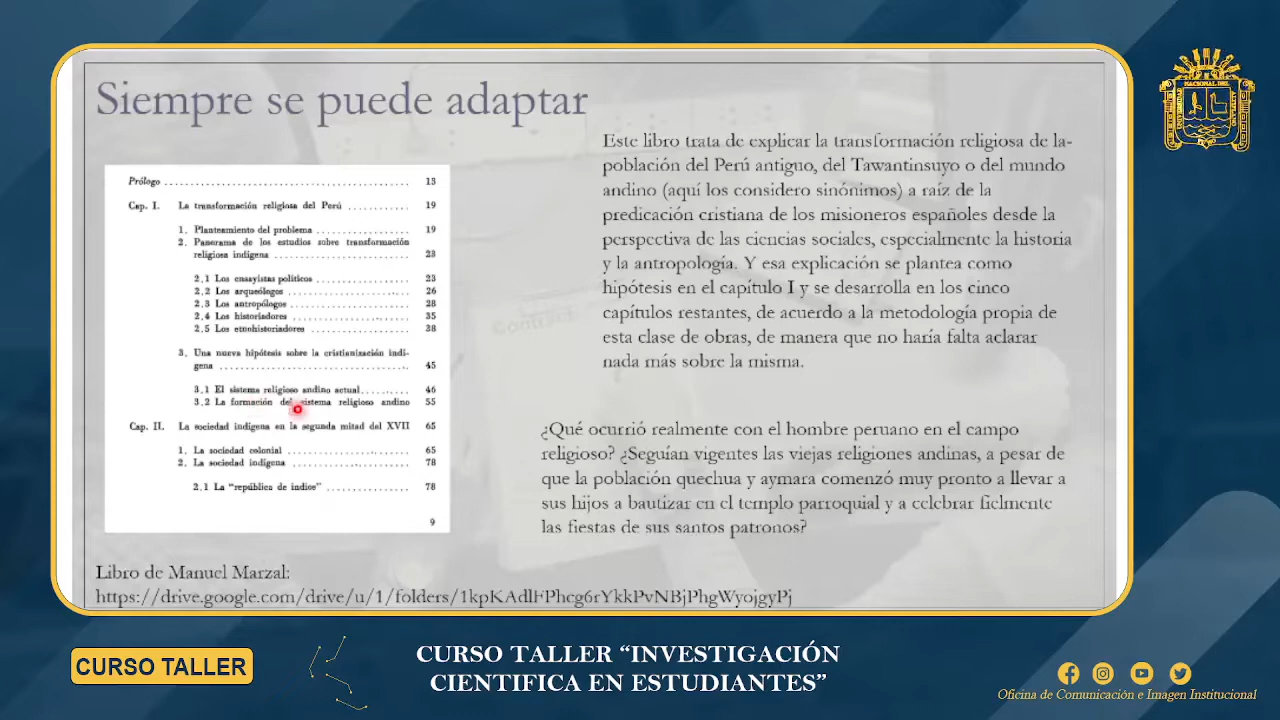 Siempre se puede adaptar
Prólogo ........................................ 13
Cap. I. La transformación religiosa del Perú ............ 19
1. Planteamiento del problema .................... 19
2. Panorama de los estudios sobre transformación
religiosa indígena .............................. 23
2.1 Los ensayistas políticos .................... 23
2.2 Los arqueólogos .......................... 26
2.3 Los antropólogos ........................ 28
2.4 Los historiadores ........................ 35
2.5 Los etnohistoriadores .................... 38
3. Una nueva hipótesis sobre la cristianización indí-
gena ........................................ 45
3.1 El sistema religioso andino actual.......... 46
3.2 La formación del sistema religioso andino 55
Cap. II. La sociedad indígena en la segunda mitad del XVII 65
1. La sociedad colonial .......................... 65
2. La sociedad indígena ........................ 78
2.1 La "república de indios" .................. 78
9
Este libro trata de explicar la transformación religiosa de la-
población del Perú antiguo, del Tawantinsuyo o del mundo
andino (aquí los considero sinónimos) a raíz de la
predicación cristiana de los misioneros españoles desde la
perspectiva de las ciencias sociales, especialmente la historia
y la antropología. Y esa explicación se plantea como
hipótesis en el capítulo I y se desarrolla en los cinco
capítulos restantes, de acuerdo a la metodología propia de
esta clase de obras, de manera que no haría falta aclarar
nada más sobre la misma.
¿Qué ocurrió realmente en el hombre peruano en el campo
religioso? ¿Seguían vigentes las viejas religiones andinas, a pesar de
que la población quechua y aymara comenzó muy pronto a llevar a
sus hijos a bautizar en el templo parroquial y a celebrar fielmente
las fiestas de sus santos patronos?
Libro de Manuel Marzal:
CURSO TALLER
CURSO TALLER “INVESTIGACIÓN
CIENTIFICA EN ESTUDIANTES”
Oficina de Comunicación e Imagen Institucional